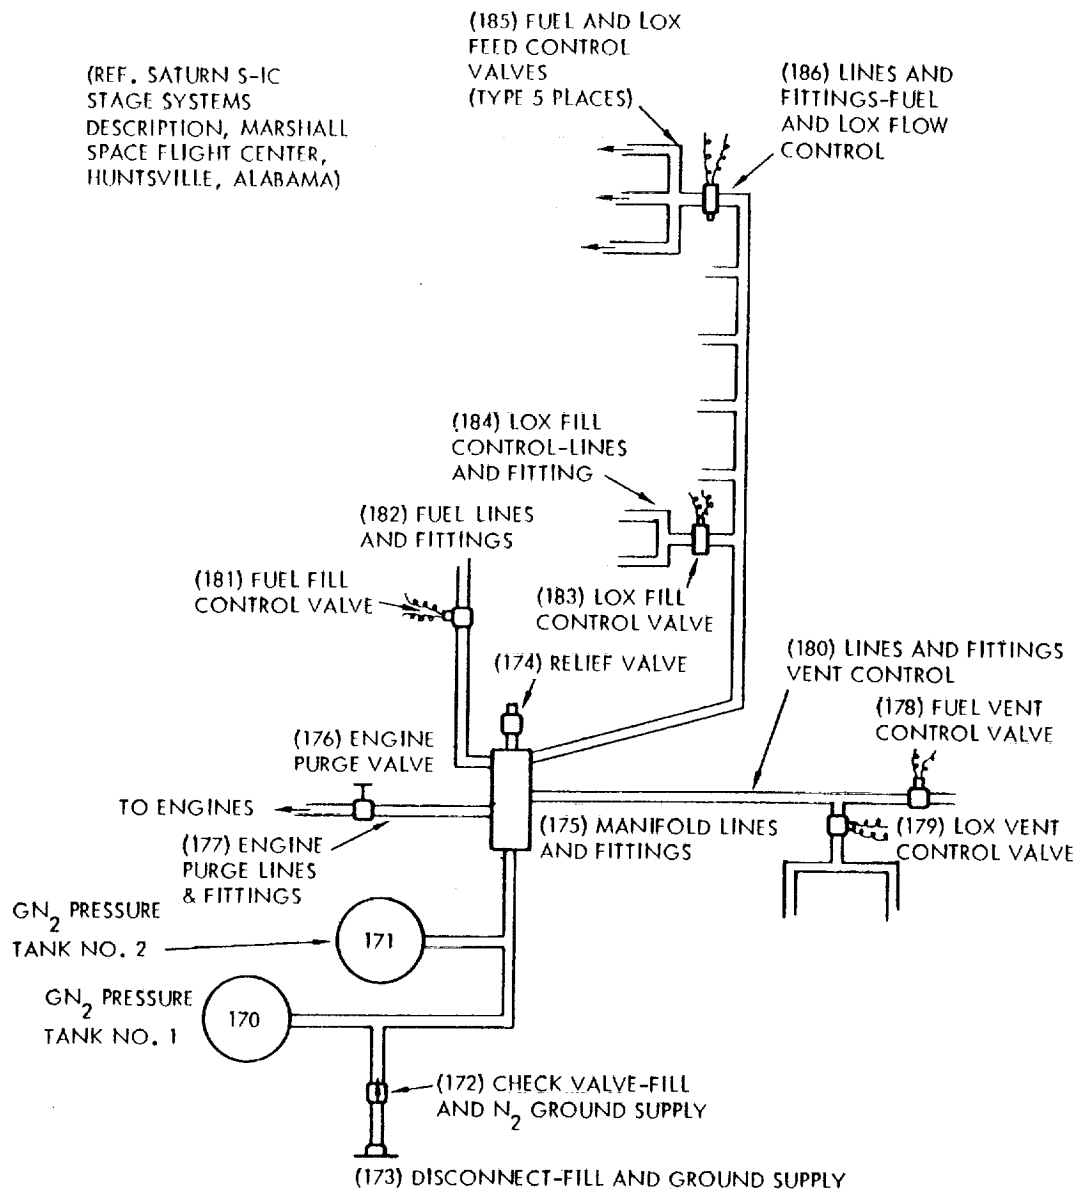 (185) FUEL AND LOX
FEED CONTROL
VALVES
(TYPE 5 PLACES)
(REF. SATURN S-IC
STAGE SYSTEMS
DESCRIPTION, MARSHALL
SPACE FLIGHT CENTER,
HUNTSVILLE, ALABAMA)
(186) LINES AND
FITTINGS-FUEL
AND LOX FLOW
CONTROL
(184) LOX FILL
CONTROL-LINES
AND FITTING
(182) FUEL LINES
AND FITTINGS
(181) FUEL FILL
CONTROL VALVE
(183) LOX FILL
CONTROL VALVE
(174) RELIEF VALVE
(180) LINES AND FITTINGS
VENT CONTROL
(178) FUEL VENT
CONTROL VALVE
(176) ENGINE
PURGE VALVE
TO ENGINES
(177) ENGINE
PURGE LINES
& FITTINGS
(175) MANIFOLD LINES
AND FITTINGS
(179) LOX VENT
CONTROL VALVE
GN2 PRESSURE
TANK NO. 2
171
GN2 PRESSURE
TANK NO. 1
170
(172) CHECK VALVE-FILL
AND N2 GROUND SUPPLY
(173) DISCONNECT-FILL AND GROUND SUPPLY